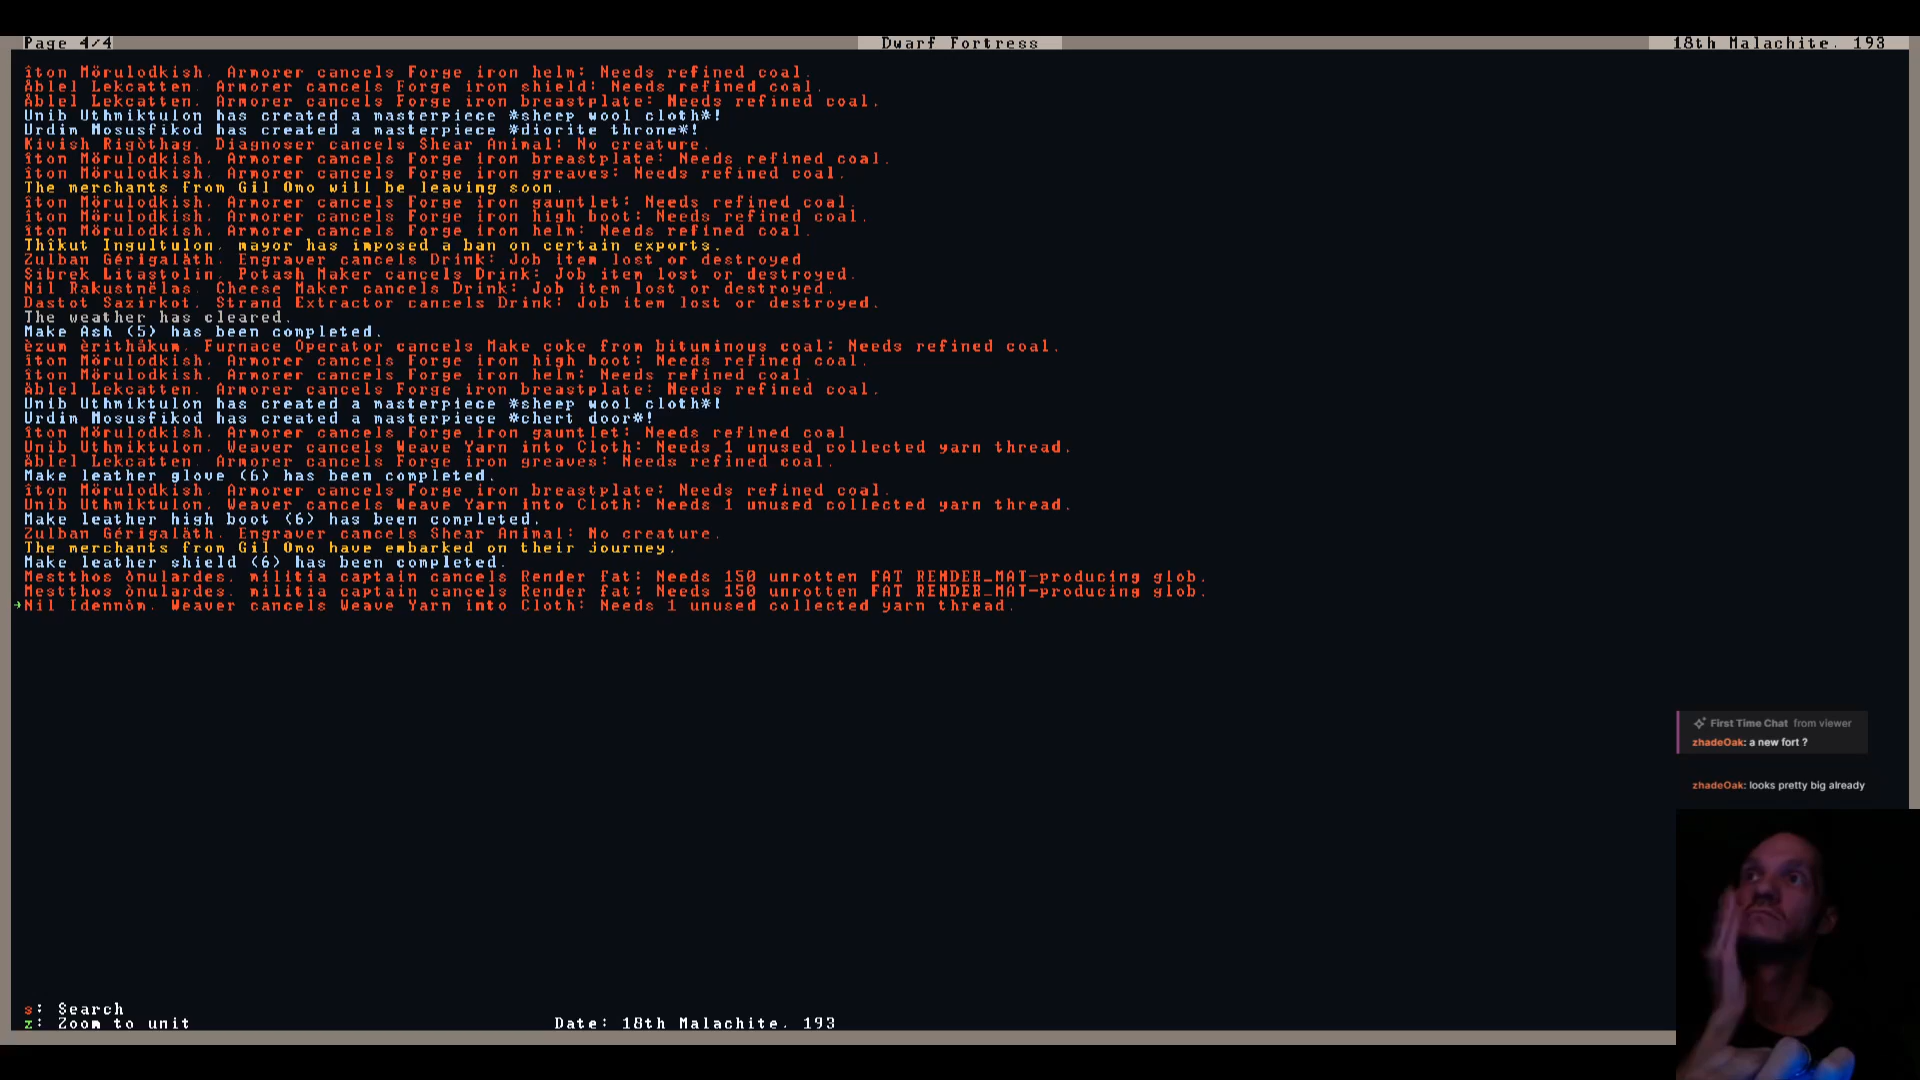 Page 4/4
Dwarf Fortress
18th Malachite, 193
îton Mörulodkish, Armorer cancels Forge iron helm: Needs refined coal.
Åblel Lekcatten, Armorer cancels Forge iron shield: Needs refined coal.
Åblel Lekcatten, Armorer cancels Forge iron breastplate: Needs refined coal.
Unib Uthmiktulon has created a masterpiece *sheep wool cloth*!
Urdim Mosusfikod has created a masterpiece *diorite throne*!
Kivish Rigòthag, Diagnoser cancels Shear Animal: No creature.
îton Mörulodkish, Armorer cancels Forge iron breastplate: Needs refined coal.
îton Mörulodkish, Armorer cancels Forge iron greaves: Needs refined coal.
The merchants from Gil Omo will be leaving soon.
îton Mörulodkish, Armorer cancels Forge iron gauntlet: Needs refined coal.
îton Mörulodkish, Armorer cancels Forge iron high boot: Needs refined coal.
îton Mörulodkish, Armorer cancels Forge iron helm: Needs refined coal.
Thîkut Ingultulon, mayor has imposed a ban on certain exports.
Zulban Gérigaläth, Engraver cancels Drink: Job item lost or destroyed
Sibrek Litastolin, Potash Maker cancels Drink: Job item lost or destroyed.
Nil Rakustnëlas, Cheese Maker cancels Drink: Job item lost or destroyed.
Dastot Sazirkot, Strand Extractor cancels Drink: Job item lost or destroyed.
The weather has cleared.
Make Ash (5) has been completed.
èzum èrithåkum, Furnace Operator cancels Make coke from bituminous coal: Needs refined coal.
îton Mörulodkish, Armorer cancels Forge iron high boot: Needs refined coal.
îton Mörulodkish, Armorer cancels Forge iron helm: Needs refined coal.
Åblel Lekcatten, Armorer cancels Forge iron breastplate: Needs refined coal.
Unib Uthmiktulon has created a masterpiece *sheep wool cloth*!
Urdim Mosusfikod has created a masterpiece *chert door*!
îton Mörulodkish, Armorer cancels Forge iron gauntlet: Needs refined coal
Unib Uthmiktulon, Weaver cancels Weave Yarn into Cloth: Needs 1 unused collected yarn thread.
Åblel Lekcatten, Armorer cancels Forge iron greaves: Needs refined coal.
Make leather glove (6) has been completed.
îton Mörulodkish, Armorer cancels Forge iron breastplate: Needs refined coal.
Unib Uthmiktulon, Weaver cancels Weave Yarn into Cloth: Needs 1 unused collected yarn thread.
Make leather high boot (6) has been completed.
Zulban Gérigaläth, Engraver cancels Shear Animal: No creature.
The merchants from Gil Omo have embarked on their journey.
Make leather shield (6) has been completed.
Mestthos ònulardes, militia captain cancels Render fat: Needs 150 unrotten FAT RENDER_MAT-producing glob.
Mestthos ònulardes, militia captain cancels Render fat: Needs 150 unrotten FAT RENDER_MAT-producing glob.
→Nil Idennòm, Weaver cancels Weave Yarn into Cloth: Needs 1 unused collected yarn thread.
First Time Chat from viewer
zhadeOak: a new fort ?
zhadeOak: looks pretty big already
s: Search
z: Zoom to unit
Date: 18th Malachite, 193